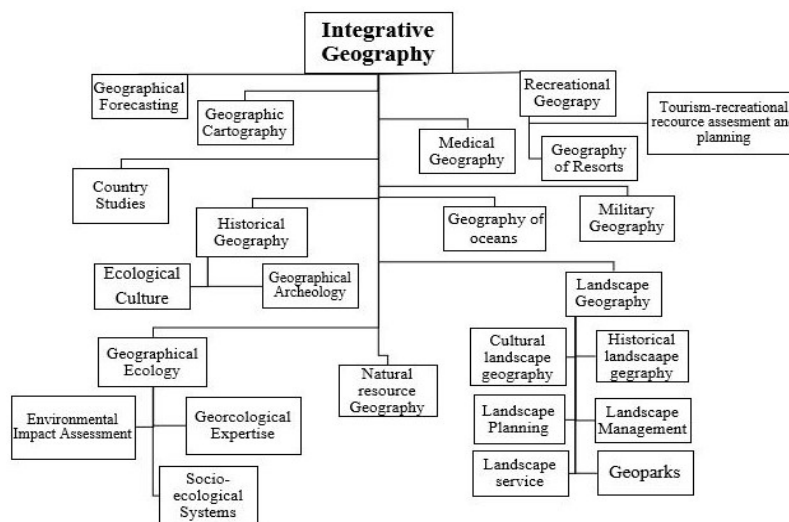 Integrative
Geography
Geographical
Forecasting
Geographic
Cartography
Recreational
Geograpy
Tourism-recreational
recource assesment and
planning
Medical
Geography
Geography
of Resorts
Country
Studies
Historical
Geography
Geography of
oceans
Military
Geography
Ecological
Culture
Geographical
Archeology
Landscape
Geography
Geographical
Ecology
Natural
resource
Geography
Cultural
landscape
geography
Historical
landscaape
gegraphy
Environmental
Impact Assessment
Georcological
Expertise
Landscape
Planning
Landscape
Management
Socio-
ecological
Systems
Landscape
service
Geoparks